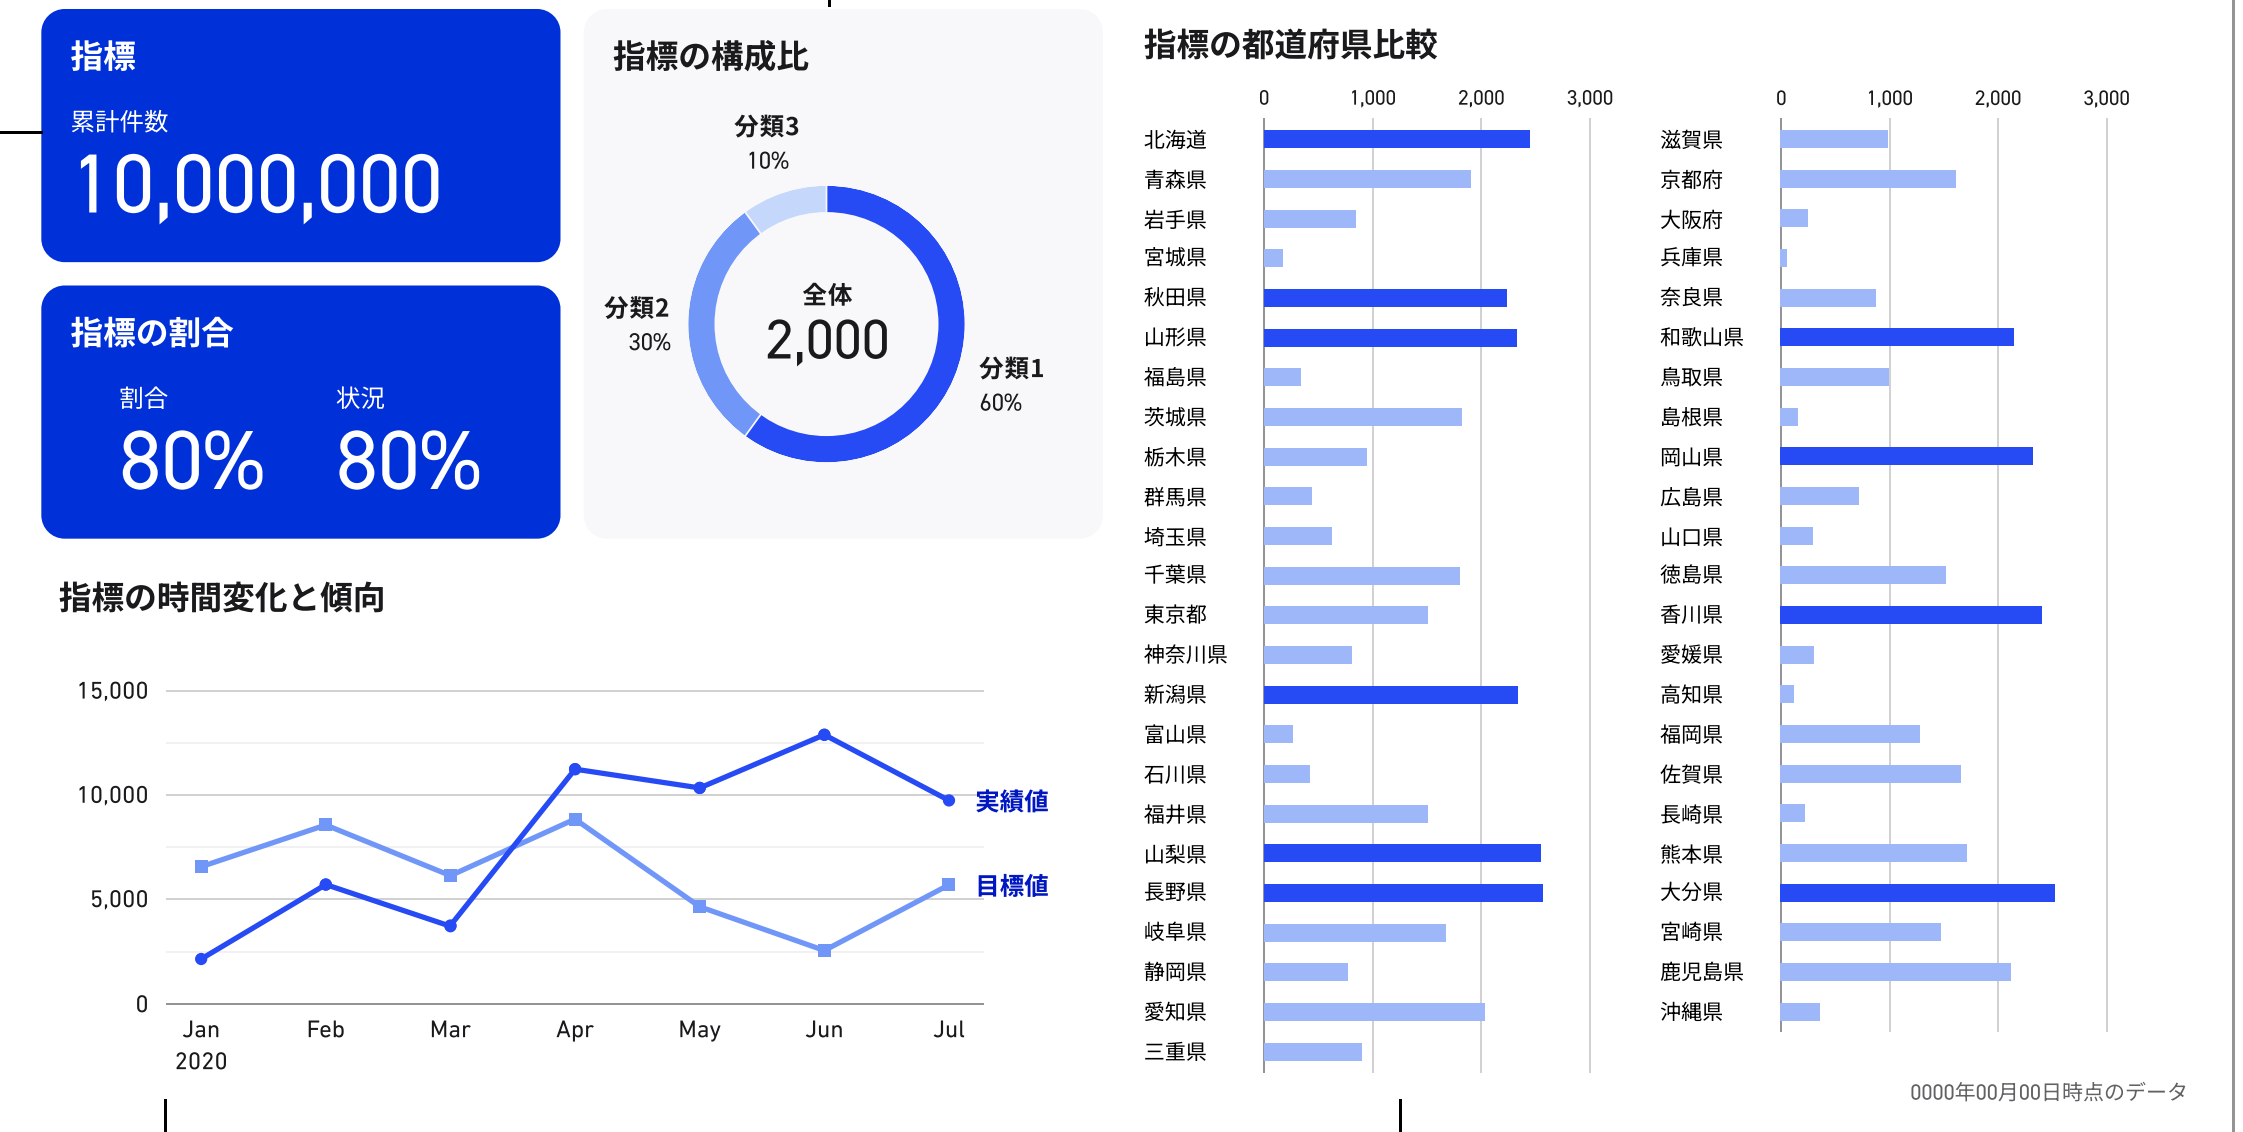 指標
累計件数
10,000,000
指標の割合
割合 状況
80% 80%
指標の構成比
分類3
10%
分類2
30%
全体
2,000
分類1
60%
指標の時間変化と傾向
15,000
10,000
5,000
0
実績値
目標値
Jan Feb Mar Apr May Jun Jul
2020
指標の都道府県比較
0 1,000 2,000 3,000
北海道
青森県
岩手県
宮城県
秋田県
山形県
福島県
茨城県
栃木県
群馬県
埼玉県
千葉県
東京都
神奈川県
新潟県
富山県
石川県
福井県
山梨県
長野県
岐阜県
静岡県
愛知県
三重県
0 1,000 2,000 3,000
滋賀県
京都府
大阪府
兵庫県
奈良県
和歌山県
鳥取県
島根県
岡山県
広島県
山口県
徳島県
香川県
愛媛県
高知県
福岡県
佐賀県
長崎県
熊本県
大分県
宮崎県
鹿児島県
沖縄県
0000年00月00日時点のデータ